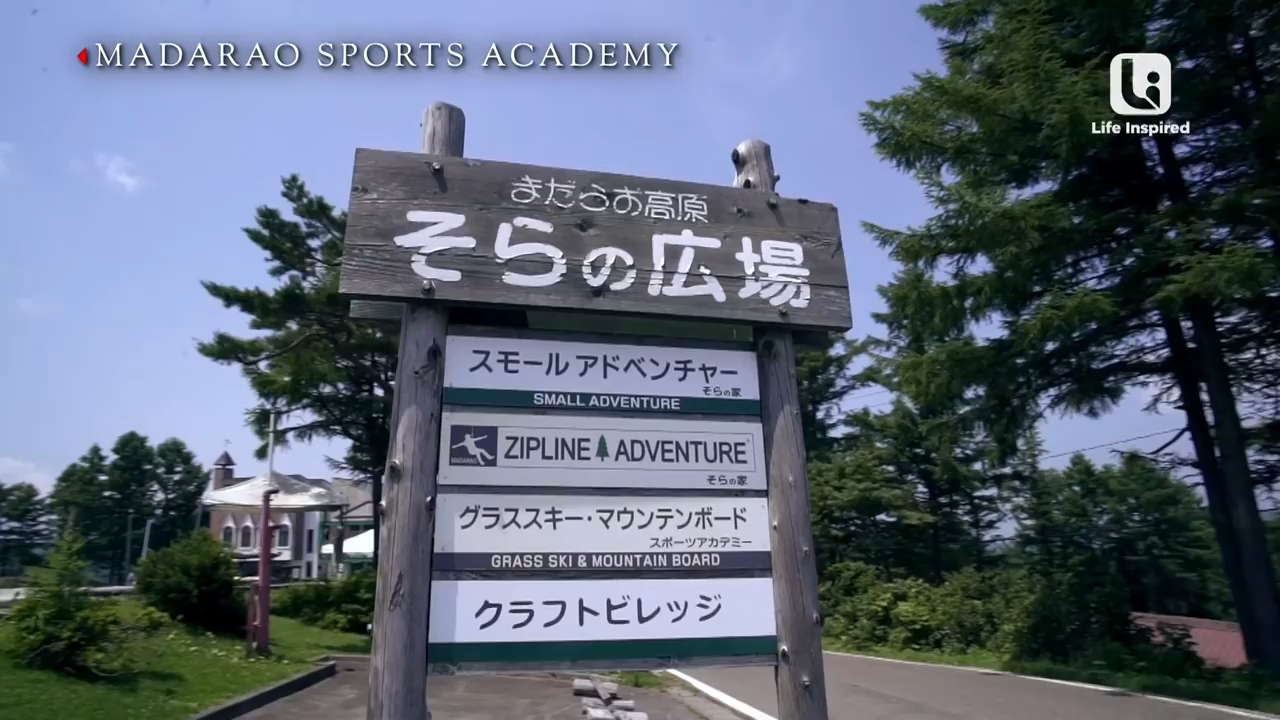 MADARAO SPORTS ACADEMY
Life Inspired
まだらお高原
そらの広場
スモールアドベンチャー
そらの家
SMALL ADVENTURE
MADARAO
ZIPLINE ADVENTURE
そらの家
グラススキー・マウンテンボード
スポーツアカデミー
GRASS SKI & MOUNTAIN BOARD
クラフトビレッジ